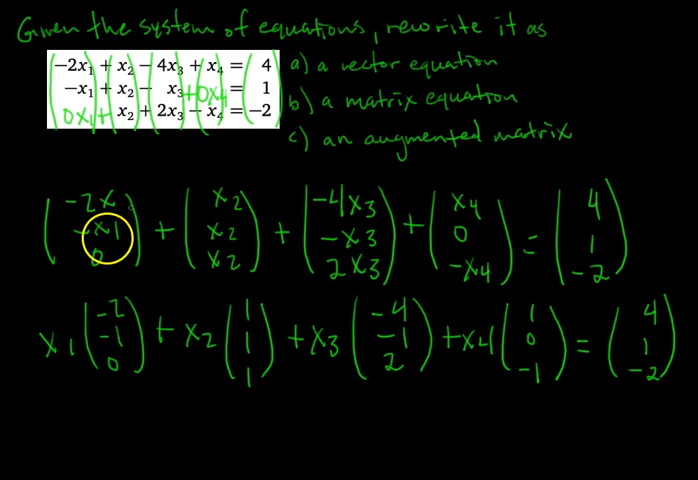 Given the system of equations, rewrite it as
−2x₁ + x₂ − 4x₃ + x₄ = 4
−x₁ + x₂ − x₃ + 0x₄ = 1
0x₁ + x₂ + 2x₃ − x₄ = −2
a) a vector equation
b) a matrix equation
c) an augmented matrix
(-2x₁ -x1 0) + (x₂ x₂ x₂) + (-4x₃ -x₃ 2x₃) + (x₄ 0 -x₄) = (4 1 -2)
x₁ (-2 -1 0) + x₂ (1 1 1) + x₃ (-4 -1 2) + x₄ (1 0 -1) = (4 1 -2)